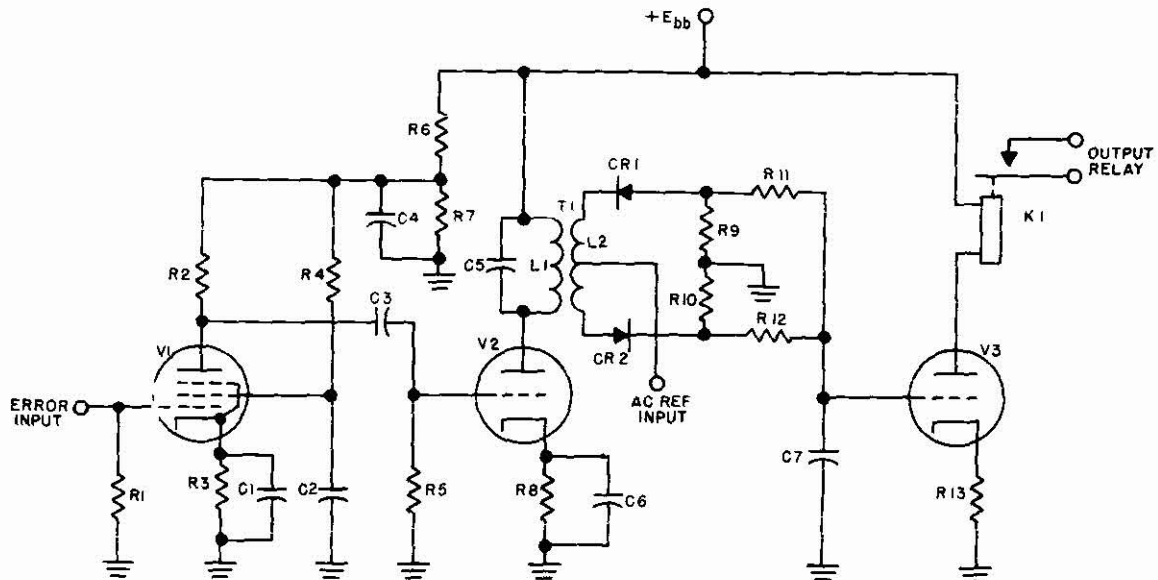 +Ebb
R6
CR1
R11
OUTPUT
RELAY
C4
R7
T1
K1
R2
R4
C5
L1
L2
R9
C3
R10
R12
V1
V2
CR2
V3
ERROR
INPUT
AC REF
INPUT
C7
R1
R3
C1
C2
R5
R8
C6
R13